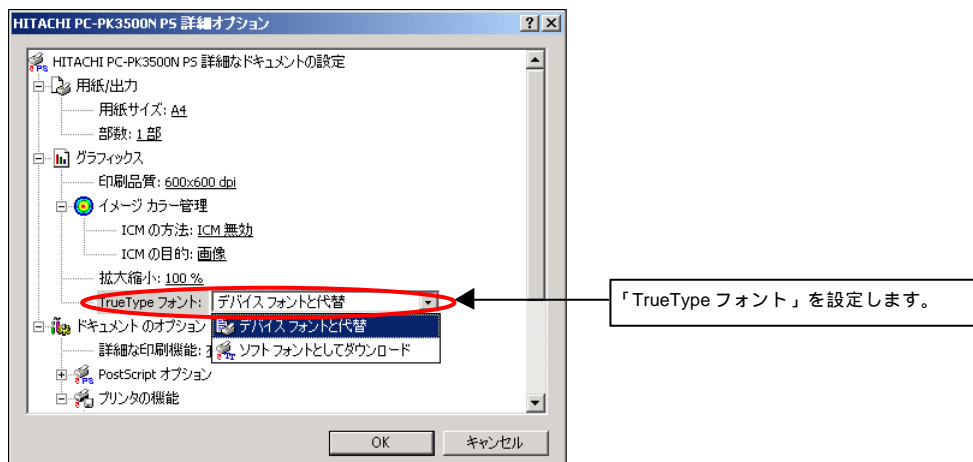 HITACHI PC-PK3500N PS 詳細オプション
HITACHI PC-PK3500N PS 詳細なドキュメントの設定
用紙/出力
用紙サイズ: A4
部数: 1 部
グラフィックス
印刷品質: 600x600 dpi
イメージ カラー管理
ICM の方法: ICM 無効
ICM の目的: 画像
拡大縮小: 100 %
TrueType フォント: デバイス フォントと代替
「TrueType フォント」を設定します。
ドキュメントのオプション
デバイス フォントと代替
詳細な印刷機能:
ソフト フォントとしてダウンロード
PostScript オプション
プリンタの機能
OK
キャンセル